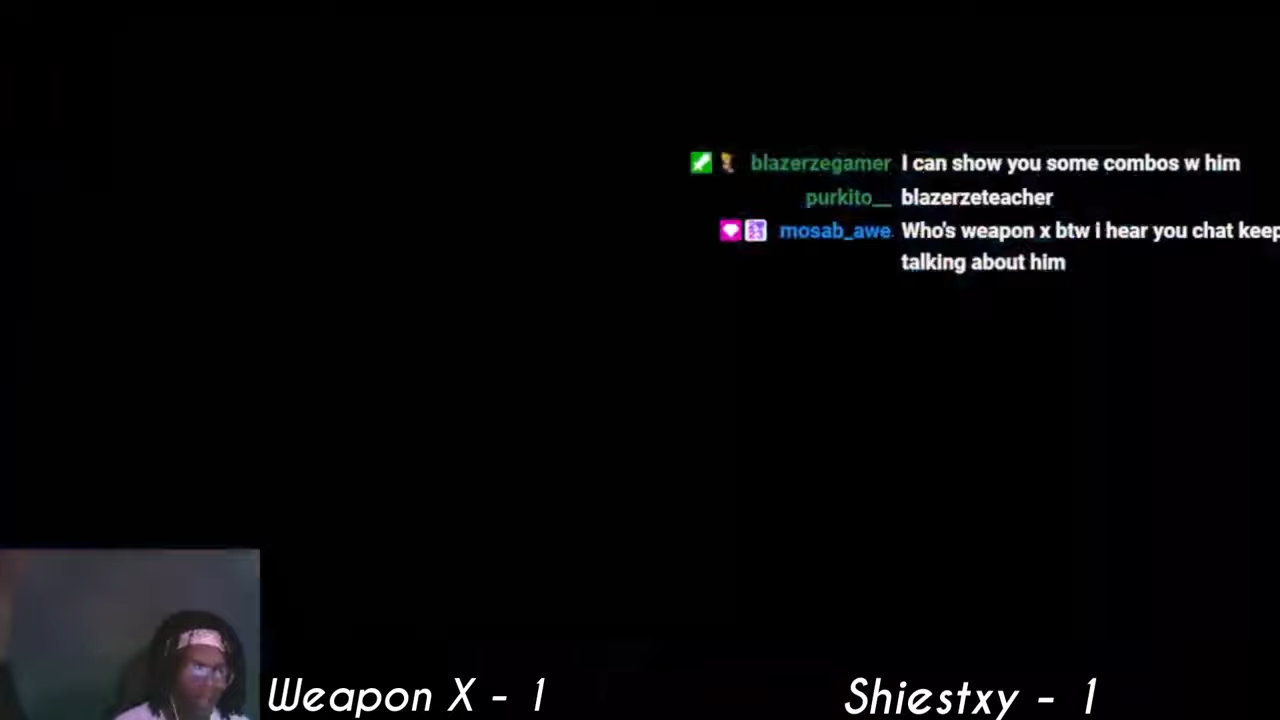 blazerzegamer I can show you some combos w him
purkito__ blazerzeteacher
mosab_awe. Who's weapon x btw i hear you chat keep
talking about him
Weapon X - 1
Shiestxy - 1